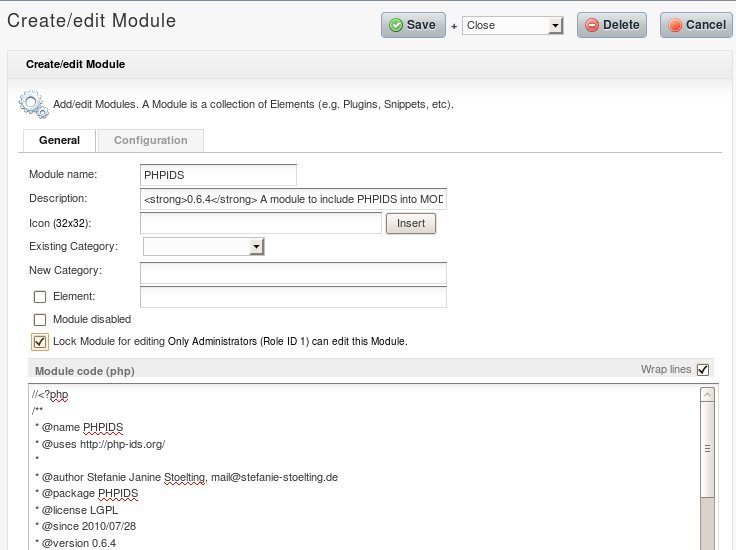 Create/edit Module
Save + Close Delete Cancel
Create/edit Module
Add/edit Modules. A Module is a collection of Elements (e.g. Plugins, Snippets, etc).
General Configuration
Module name: PHPIDS
Description: <strong>0.6.4</strong> A module to include PHPIDS into MOD
Icon (32x32): Insert
Existing Category:
New Category:
Element:
Module disabled
Lock Module for editing Only Administrators (Role ID 1) can edit this Module.
Module code (php) Wrap lines
//<?php
/**
* @name PHPIDS
* @uses http://php-ids.org/
*
* @author Stefanie Janine Stoelting, mail@stefanie-stoelting.de
* @package PHPIDS
* @license LGPL
* @since 2010/07/28
* @version 0.6.4